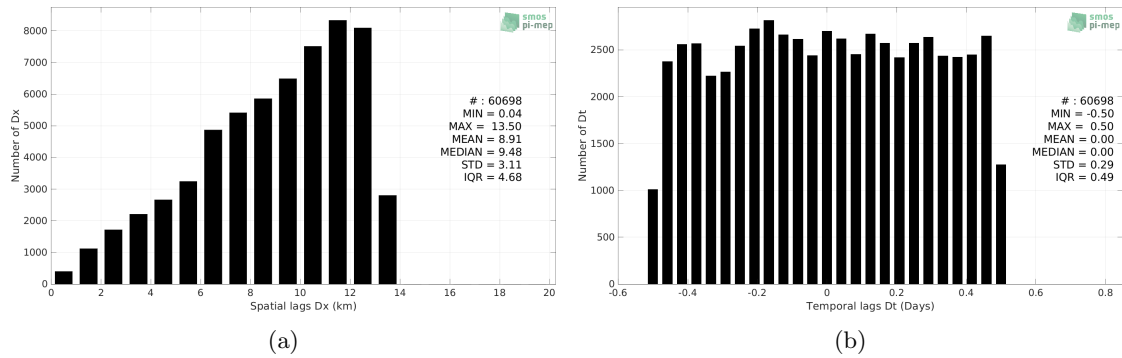 8000
7000
6000
5000
4000
3000
2000
1000
0
Number of Dx
0 2 4 6 8 10 12 14 16 18 20
Spatial lags Dx (km)
smos
pi-mep
# : 60698
MIN = 0.04
MAX = 13.50
MEAN = 8.91
MEDIAN = 9.48
STD = 3.11
IQR = 4.68
(a)
2500
2000
1500
1000
500
0
Number of Dt
-0.6 -0.4 -0.2 0 0.2 0.4 0.6 0.8
Temporal lags Dt (Days)
smos
pi-mep
# : 60698
MIN = -0.50
MAX = 0.50
MEAN = 0.00
MEDIAN = 0.00
STD = 0.29
IQR = 0.49
(b)